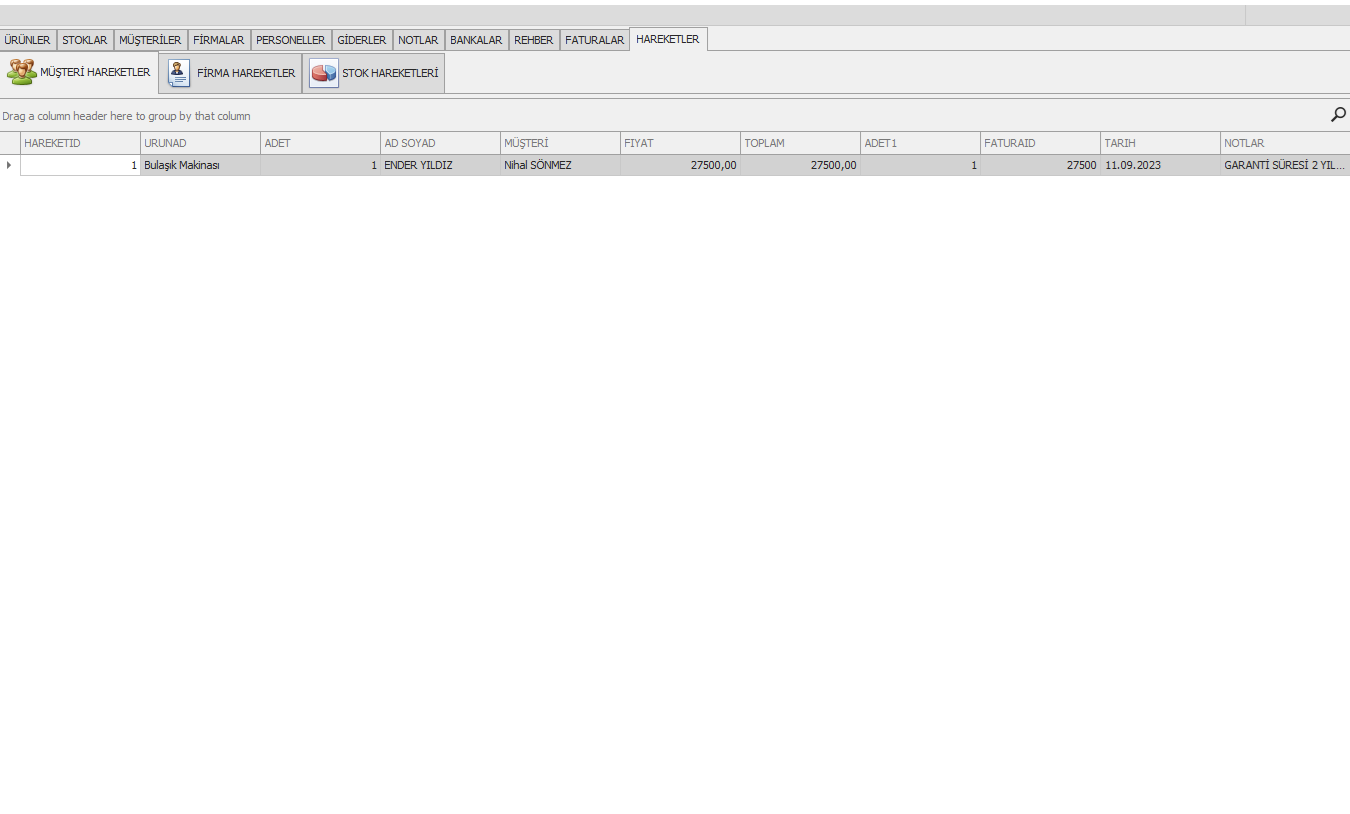 ÜRÜNLER STOKLAR MÜŞTERİLER FİRMALAR PERSONELLER GİDERLER NOTLAR BANKALAR REHBER FATURALAR HAREKETLER
MÜŞTERİ HAREKETLER FİRMA HAREKETLER STOK HAREKETLERİ
Drag a column header here to group by that column
HAREKETID URUNAD ADET AD SOYAD MÜŞTERİ FIYAT TOPLAM ADET1 FATURAID TARIH NOTLAR
1 Bulaşık Makinası 1 ENDER YILDIZ Nihal SÖNMEZ 27500,00 27500,00 1 27500 11.09.2023 GARANTİ SÜRESİ 2 YIL...